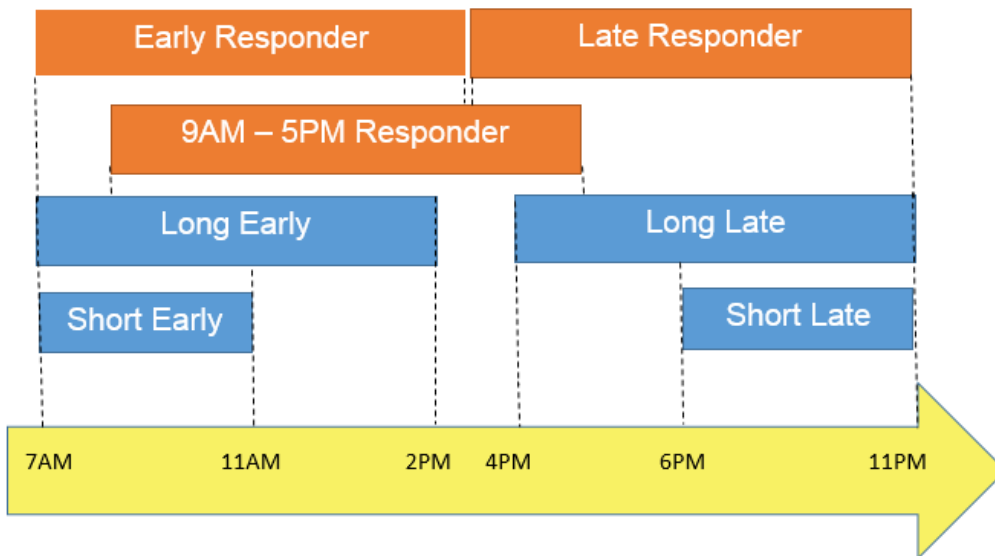 Early Responder
Late Responder
9AM – 5PM Responder
Long Early
Long Late
Short Early
Short Late
7AM
11AM
2PM
4PM
6PM
11PM